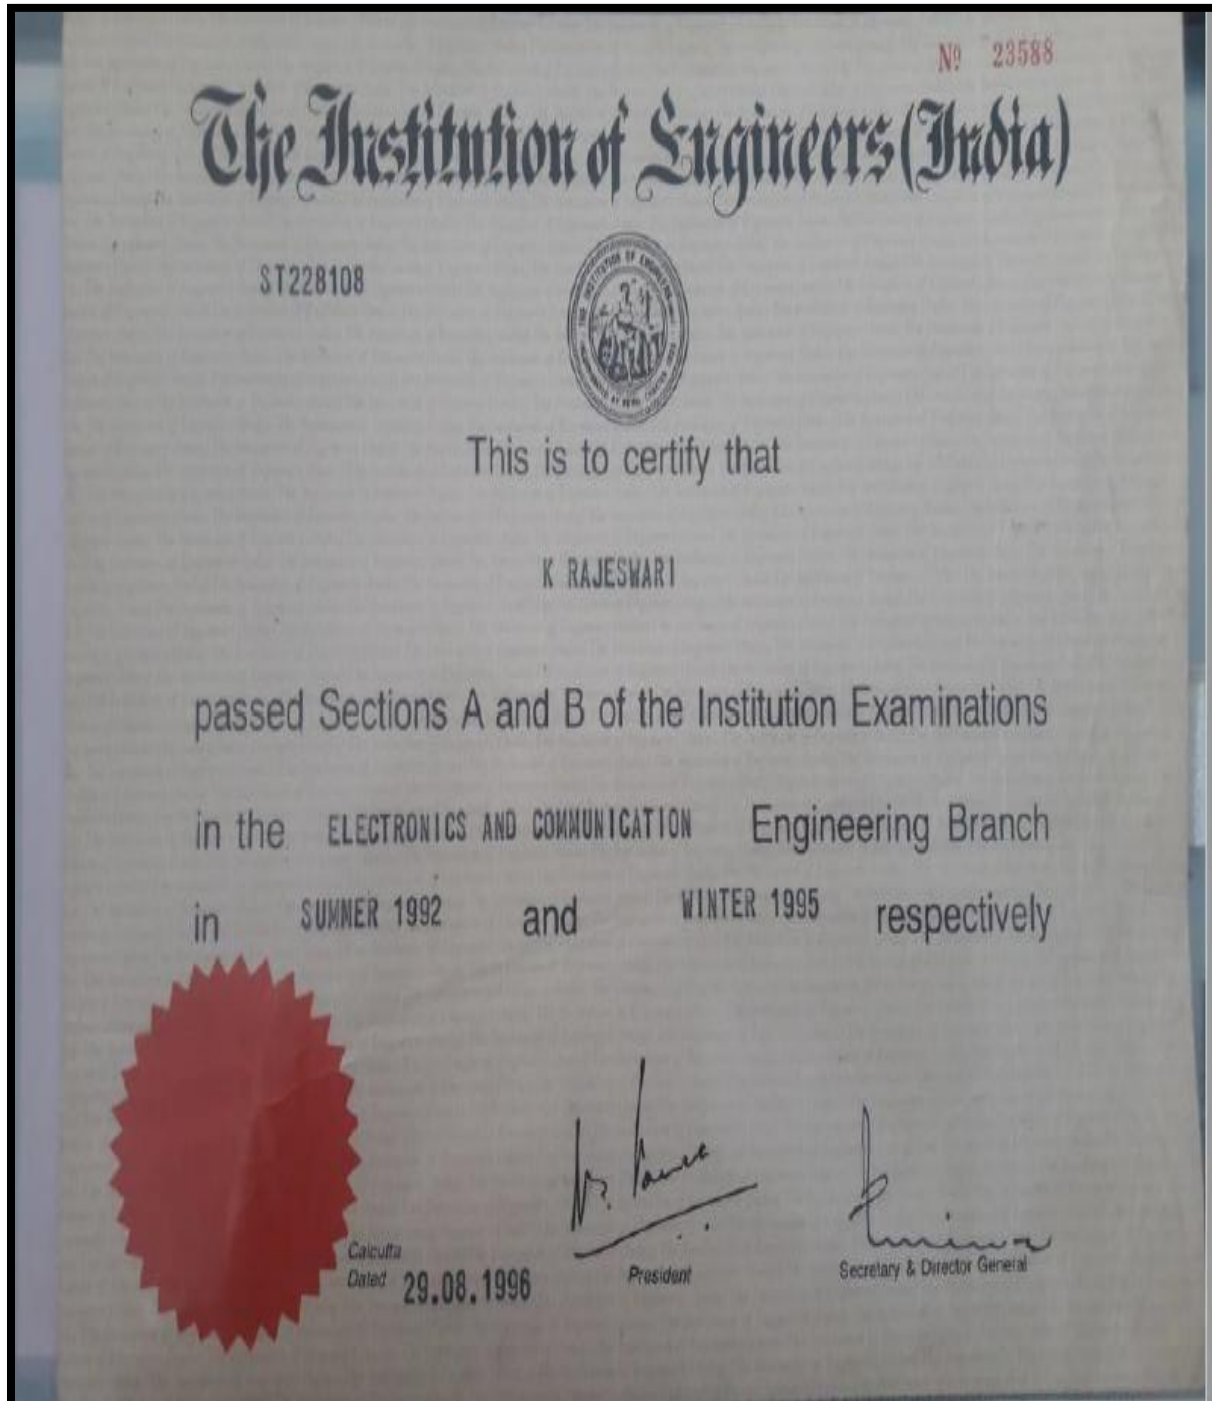 Nº 23588
The Institution of Engineers (India)
ST228108
This is to certify that
K RAJESWARI
passed Sections A and B of the Institution Examinations
in the ELECTRONICS AND COMMUNICATION Engineering Branch
in SUMMER 1992 and WINTER 1995 respectively
Calcutta
Dated 29.08.1996
President
Secretary & Director General